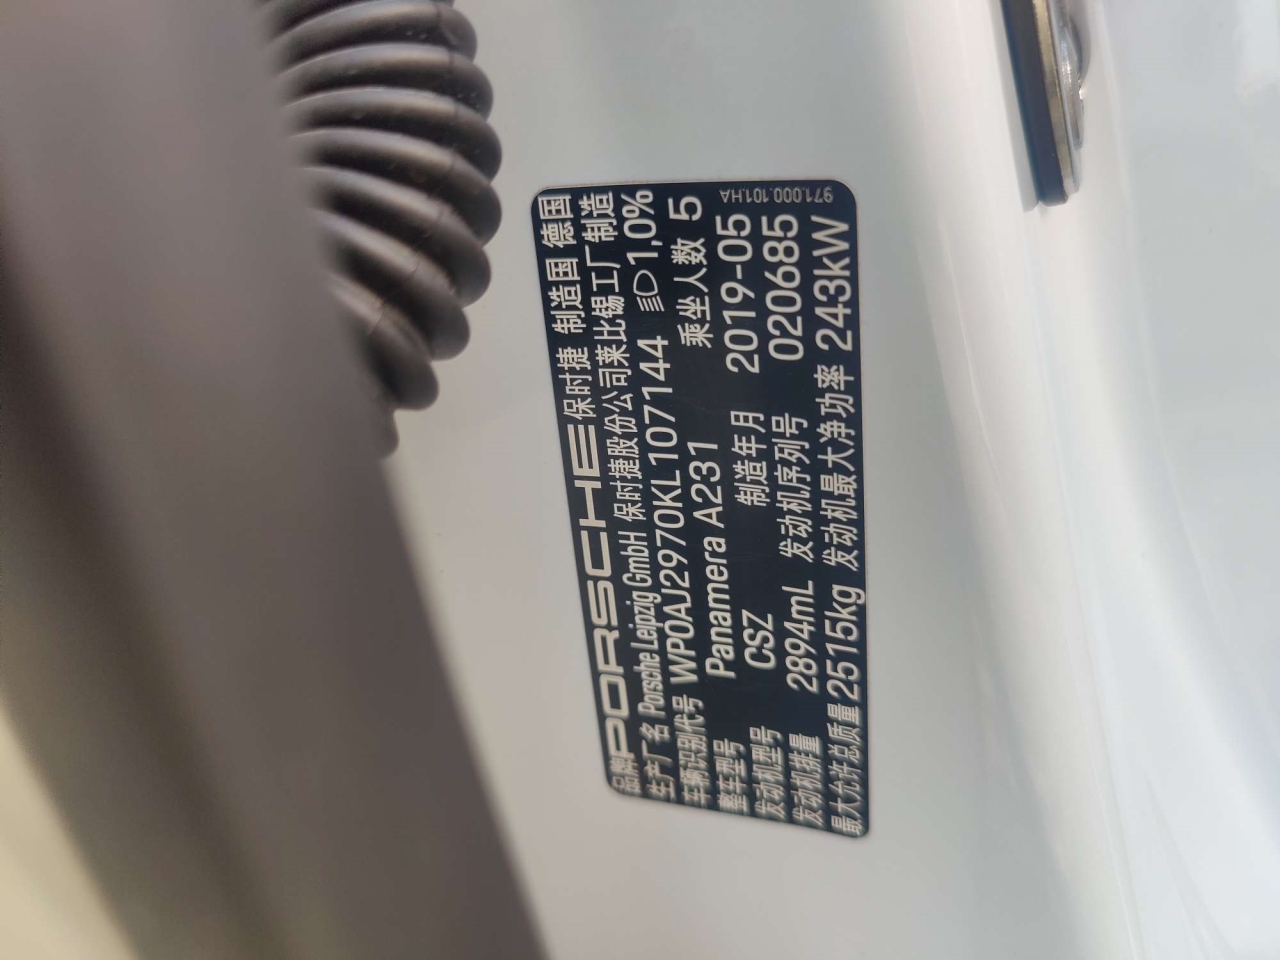 品牌 PORSCHE 保时捷 制造国 德国
生产厂名 Porsche Leipzig GmbH 保时捷股份公司莱比锡工厂制造
车辆识别代号 WP0AJ2970KL107144 1,0%
整车型号 Panamera A231 乘坐人数 5
发动机型号 CSZ 制造年月 2019-05
发动机排量 2894mL 发动机序列号 020685
最大允许总质量 2515kg 发动机最大净功率 243kW
971.000.101.HA